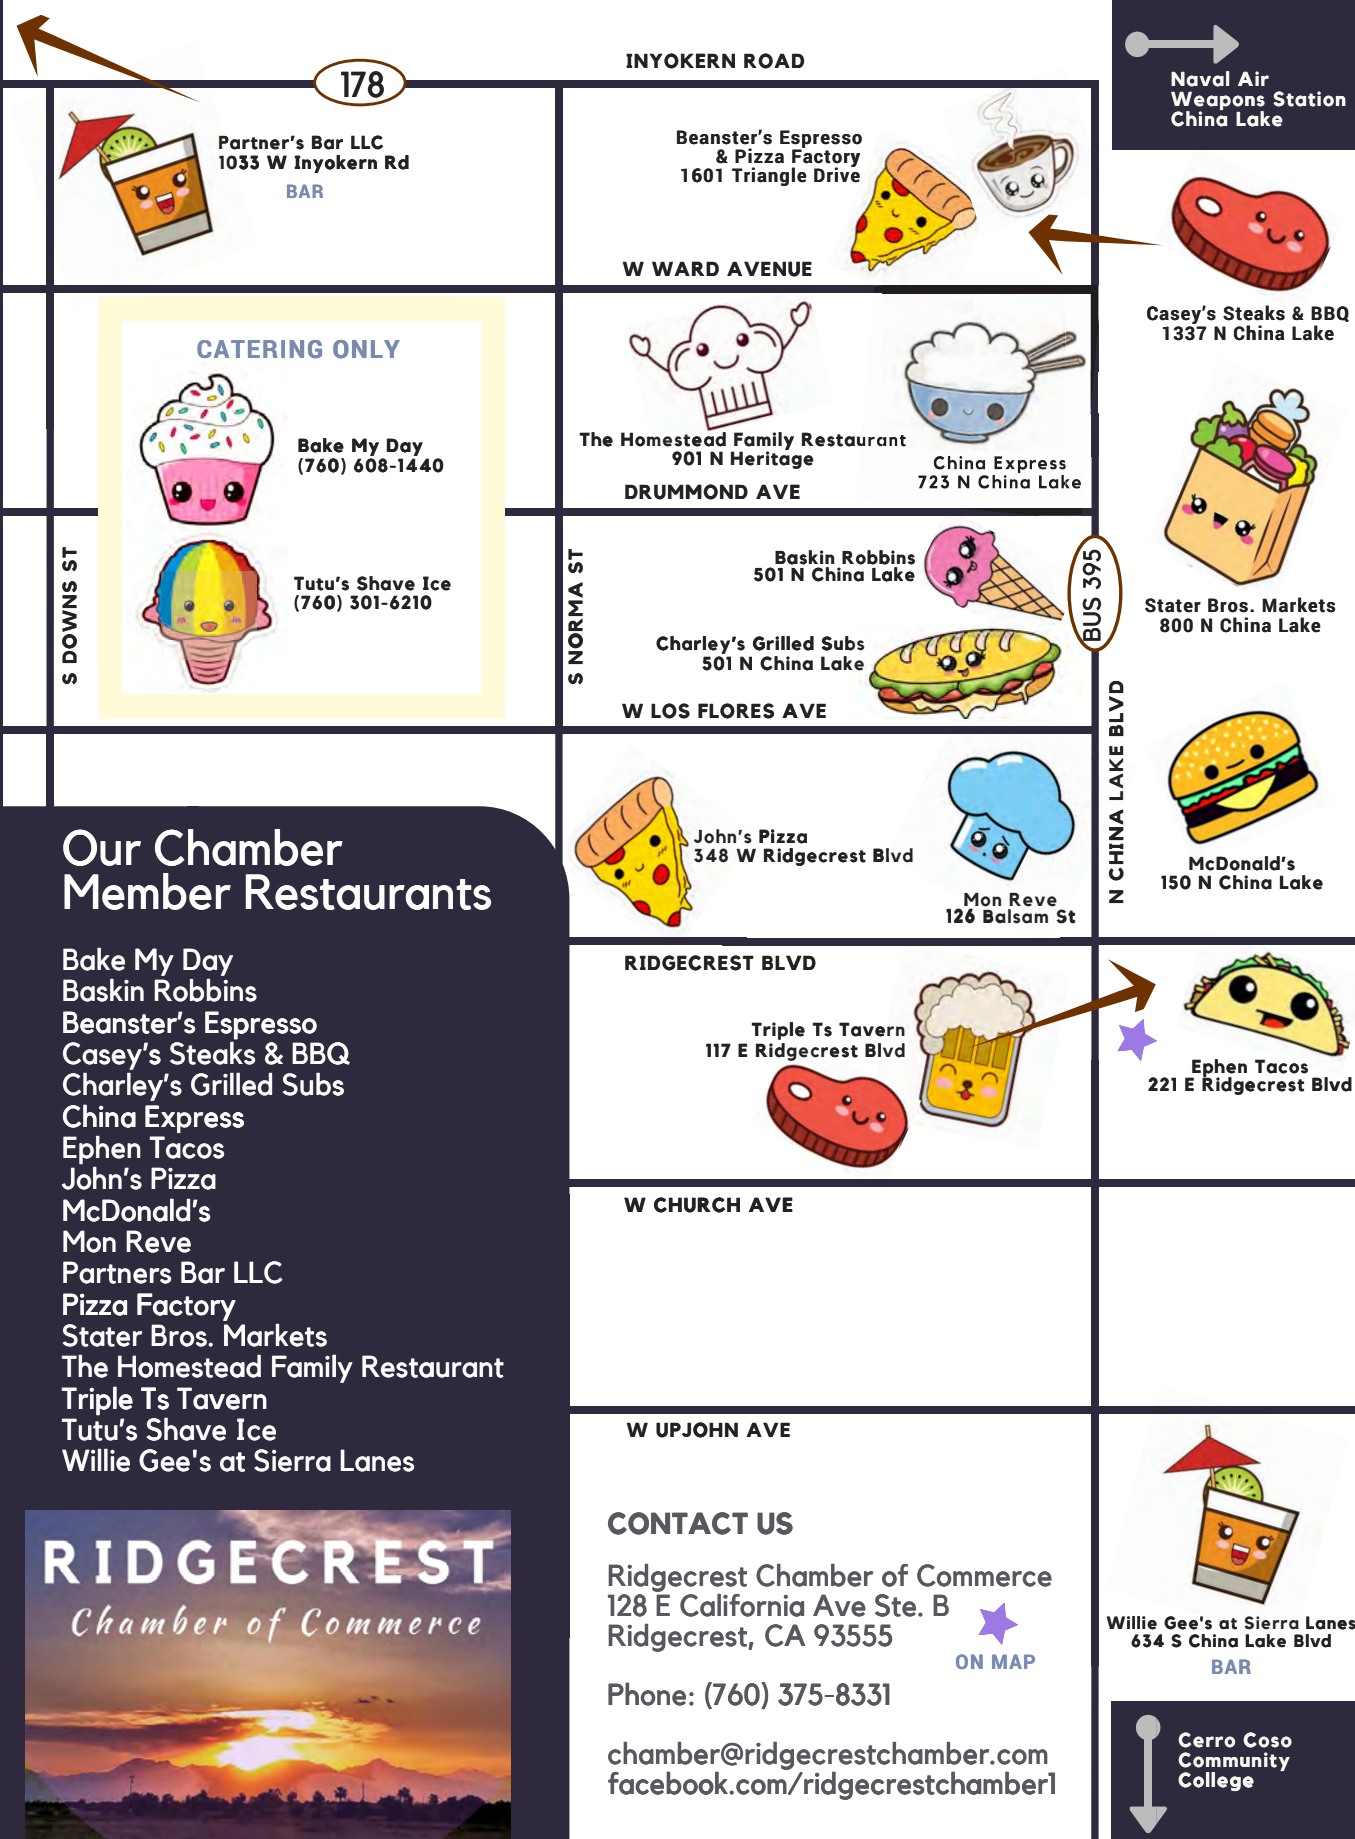 INYOKERN ROAD
178
Naval Air
Weapons Station
China Lake
Partner's Bar LLC
1033 W Inyokern Rd
BAR
Beanster's Espresso
& Pizza Factory
1601 Triangle Drive
W WARD AVENUE
Casey's Steaks & BBQ
1337 N China Lake
CATERING ONLY
Bake My Day
(760) 608-1440
Tutu's Shave Ice
(760) 301-6210
The Homestead Family Restaurant
901 N Heritage
China Express
723 N China Lake
DRUMMOND AVE
S DOWNS ST
S NORMA ST
Baskin Robbins
501 N China Lake
Charley's Grilled Subs
501 N China Lake
W LOS FLORES AVE
BUS 395
Stater Bros. Markets
800 N China Lake
N CHINA LAKE BLVD
McDonald's
150 N China Lake
John's Pizza
348 W Ridgecrest Blvd
Mon Reve
126 Balsam St
RIDGECREST BLVD
Triple Ts Tavern
117 E Ridgecrest Blvd
Ephen Tacos
221 E Ridgecrest Blvd
W CHURCH AVE
W UPJOHN AVE
Our Chamber
Member Restaurants
Bake My Day
Baskin Robbins
Beanster's Espresso
Casey's Steaks & BBQ
Charley's Grilled Subs
China Express
Ephen Tacos
John's Pizza
McDonald's
Mon Reve
Partners Bar LLC
Pizza Factory
Stater Bros. Markets
The Homestead Family Restaurant
Triple Ts Tavern
Tutu's Shave Ice
Willie Gee's at Sierra Lanes
RIDGECREST
Chamber of Commerce
CONTACT US
Ridgecrest Chamber of Commerce
128 E California Ave Ste. B
Ridgecrest, CA 93555
ON MAP
Phone: (760) 375-8331
chamber@ridgecrestchamber.com
facebook.com/ridgecrestchamber1
Willie Gee's at Sierra Lanes
634 S China Lake Blvd
BAR
Cerro Coso
Community
College